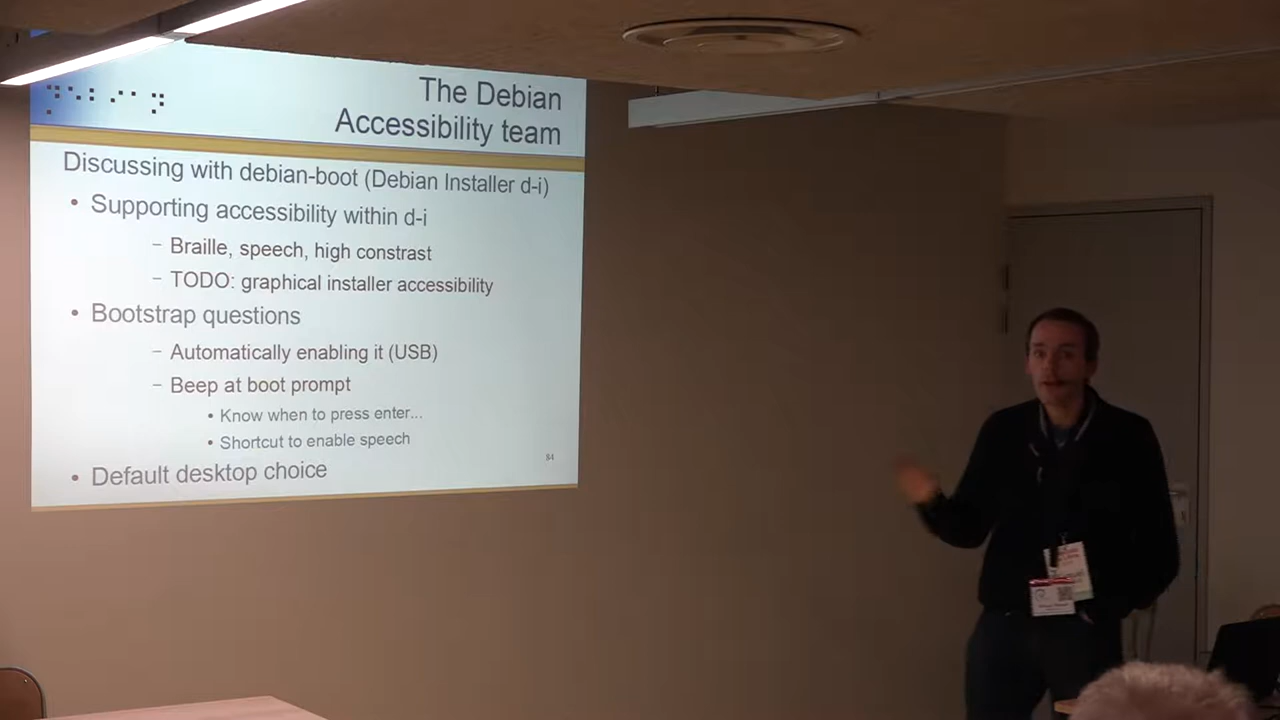 The Debian
Accessibility team
Discussing with debian-boot (Debian Installer d-i)
• Supporting accessibility within d-i
– Braille, speech, high constrast
– TODO: graphical installer accessibility
• Bootstrap questions
– Automatically enabling it (USB)
– Beep at boot prompt
• Know when to press enter...
• Shortcut to enable speech
• Default desktop choice
84